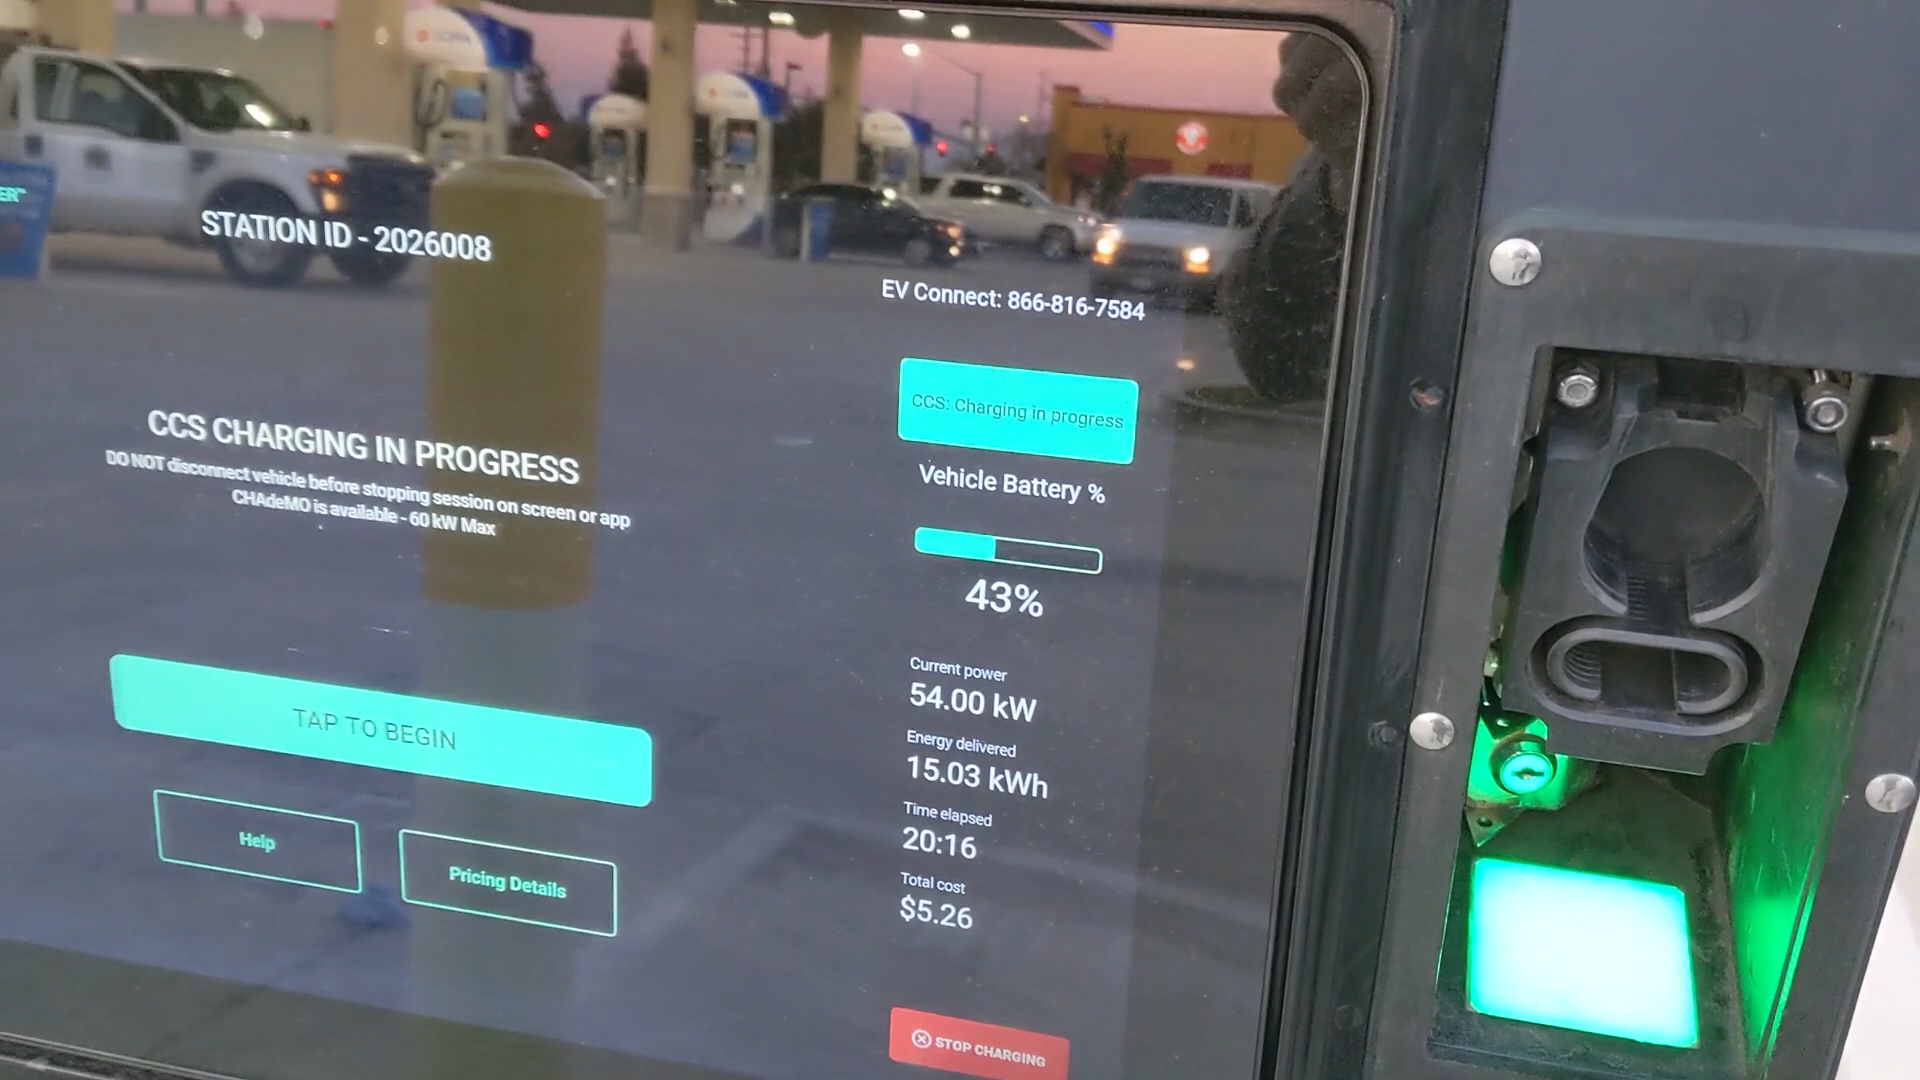 ER
STATION ID - 2026008
EV Connect: 866-816-7584
CCS: Charging in progress
CCS CHARGING IN PROGRESS
DO NOT disconnect vehicle before stopping session on screen or app
CHAdeMO is available - 60 kW Max
Vehicle Battery %
43%
TAP TO BEGIN
Help
Pricing Details
Current power
54.00 kW
Energy delivered
15.03 kWh
Time elapsed
20:16
Total cost
$5.26
STOP CHARGING